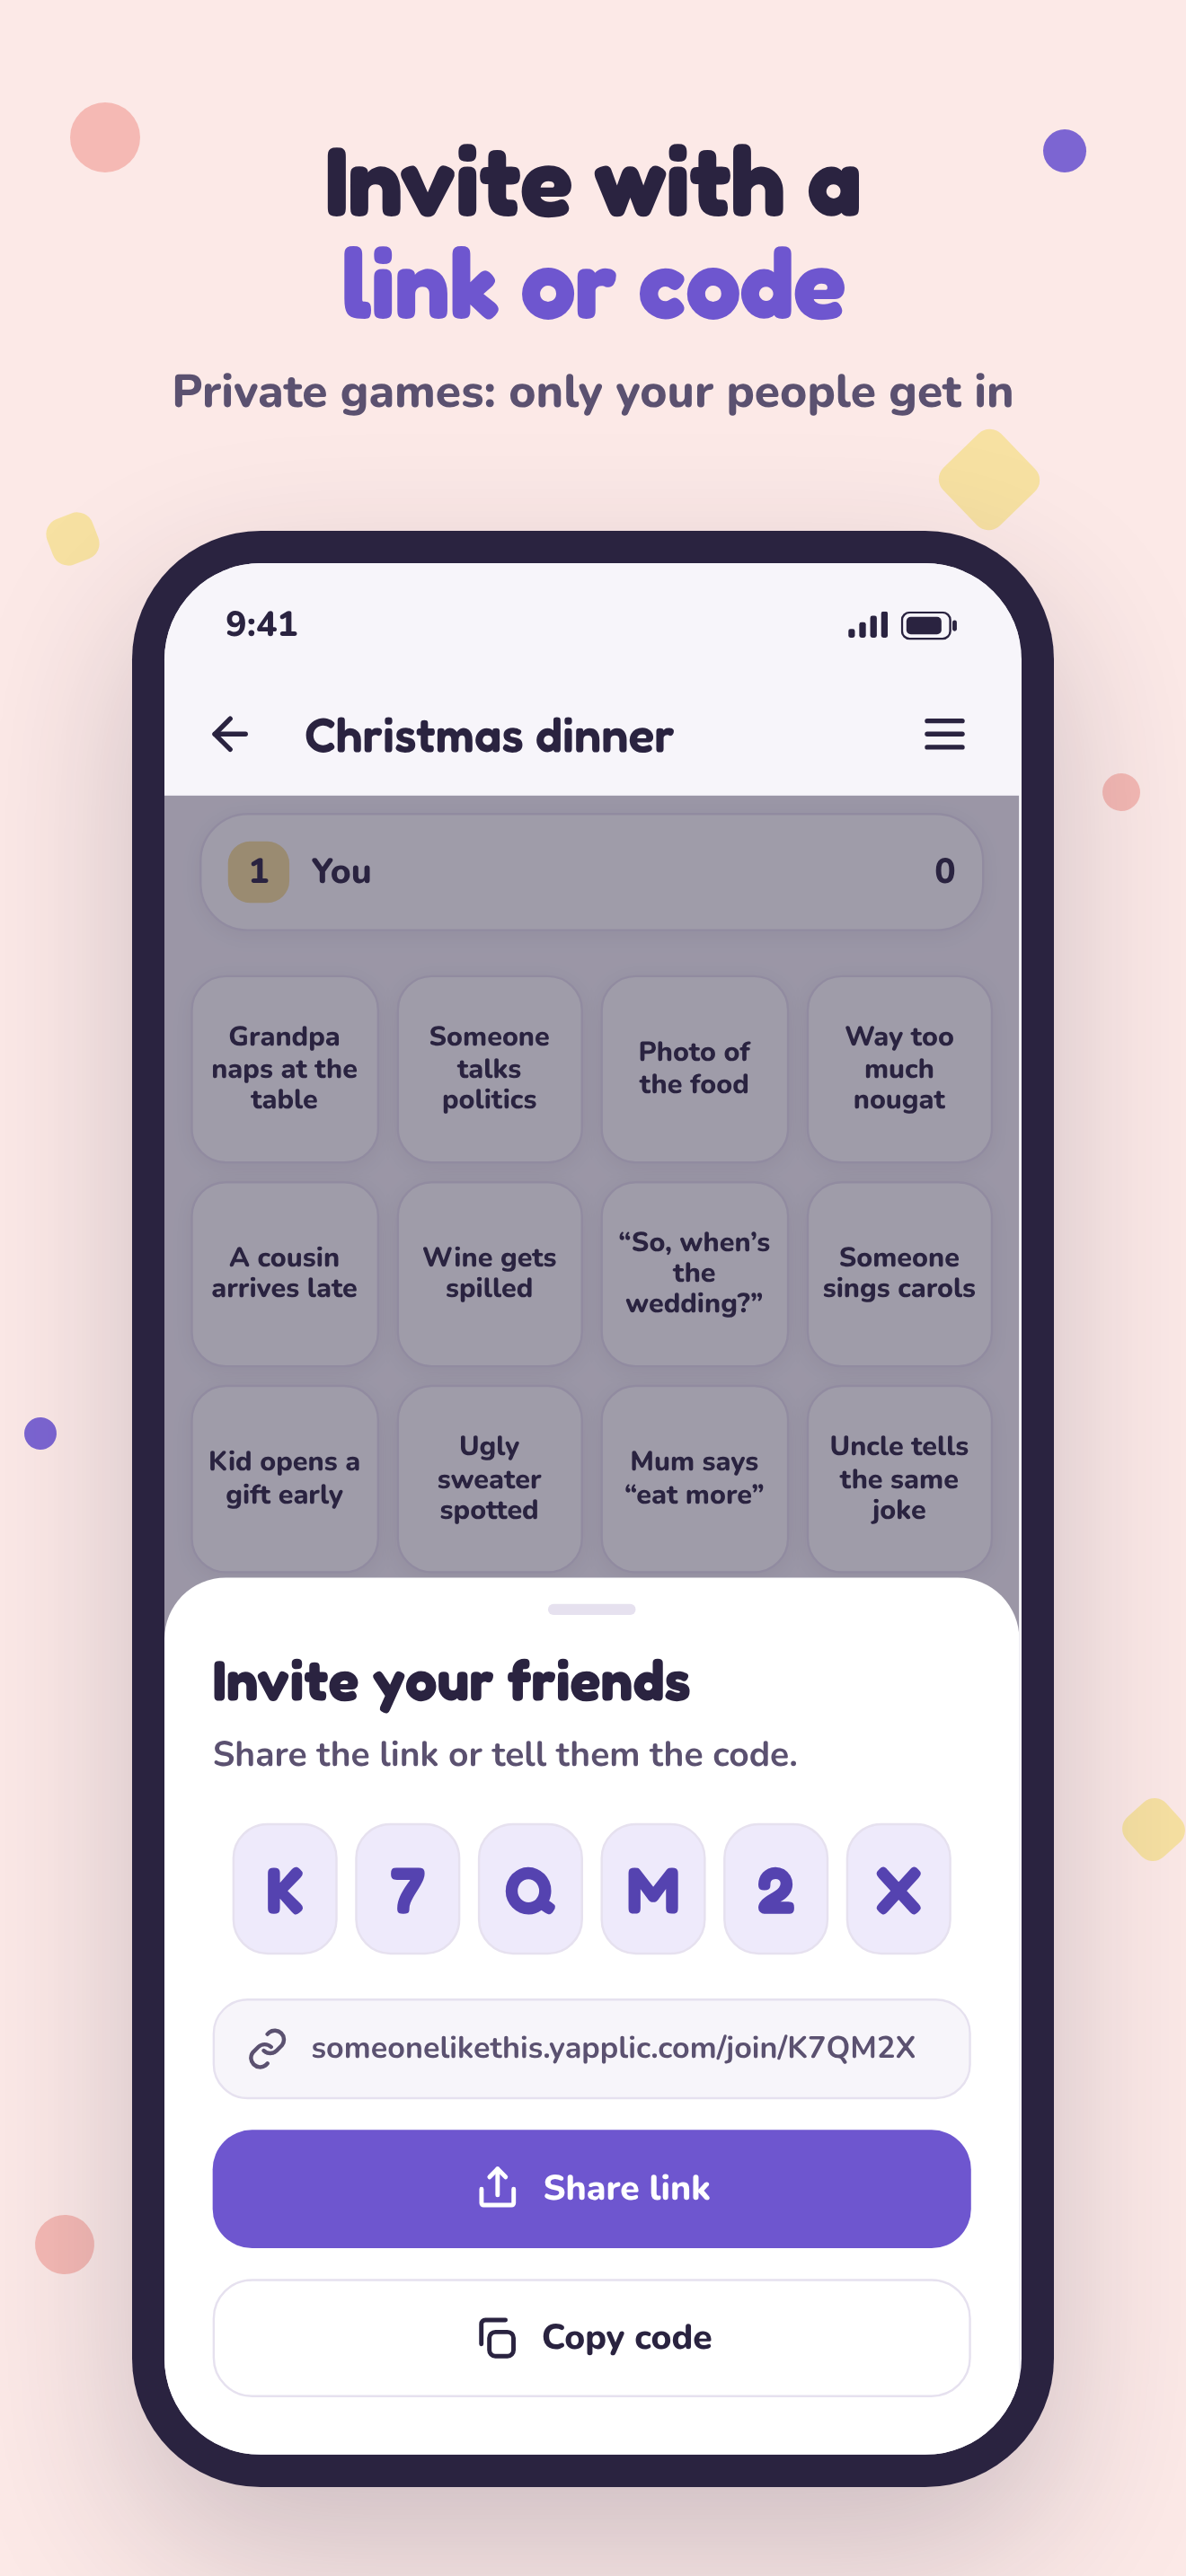 Invite with a
link or code
Private games: only your people get in
9:41
Christmas dinner
1 You 0
Grandpa
naps at the
table
Someone
talks
politics
Photo of
the food
Way too
much
nougat
A cousin
arrives late
Wine gets
spilled
“So, when’s
the
wedding?”
Someone
sings carols
Kid opens a
gift early
Ugly
sweater
spotted
Mum says
“eat more”
Uncle tells
the same
joke
Invite your friends
Share the link or tell them the code.
K 7 Q M 2 X
someonelikethis.yapplic.com/join/K7QM2X
Share link
Copy code